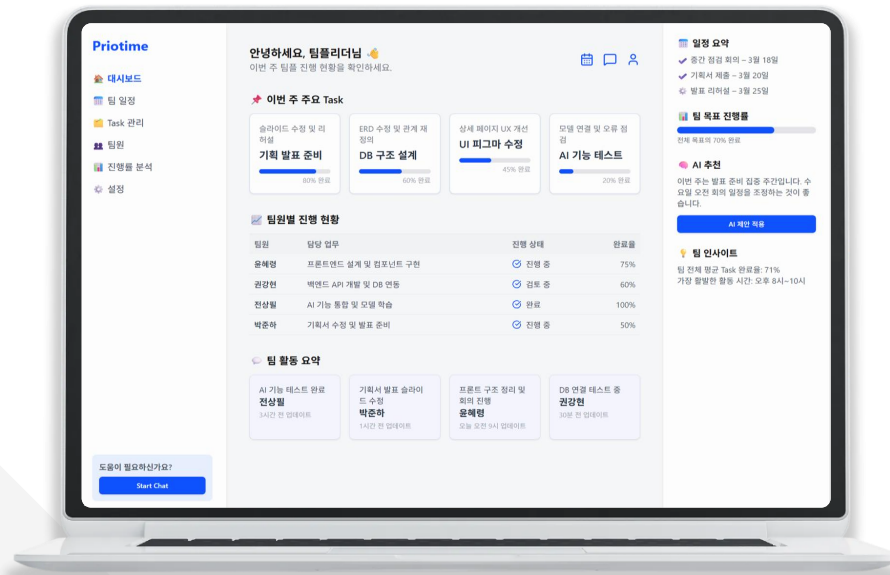 Priotime
대시보드
팀 일정
Task 관리
팀원
진행률 분석
설정
도움이 필요하신가요?
Start Chat
안녕하세요, 팀플리더님
이번 주 팀플 진행 현황을 확인하세요.
이번 주 주요 Task
슬라이드 수정 및 리
허설
기획 발표 준비
80% 완료
ERD 수정 및 관계 재
정의
DB 구조 설계
60% 완료
상세 페이지 UX 개선
UI 피그마 수정
45% 완료
모델 연결 및 오류 점
검
AI 기능 테스트
20% 완료
팀원별 진행 현황
팀원 담당 업무 진행 상태 완료율
윤혜령 프론트엔드 설계 및 컴포넌트 구현 진행 중 75%
권강현 백엔드 API 개발 및 DB 연동 검토 중 60%
전상필 AI 기능 통합 및 모델 학습 완료 100%
박준하 기획서 수정 및 발표 준비 진행 중 50%
팀 활동 요약
AI 기능 테스트 완료
전상필
3시간 전 업데이트
기획서 발표 슬라이
드 수정
박준하
1시간 전 업데이트
프론트 구조 정리 및
회의 진행
윤혜령
오늘 오전 9시 업데이트
DB 연결 테스트 중
권강현
30분 전 업데이트
일정 요약
중간 점검 회의 – 3월 18일
기획서 제출 – 3월 20일
발표 리허설 – 3월 25일
팀 목표 진행률
전체 목표의 70% 완료
AI 추천
이번 주는 발표 준비 집중 주간입니다. 수
요일 오전 회의 일정을 조정하는 것이 좋
습니다.
AI 제안 적용
팀 인사이트
팀 전체 평균 Task 완료율: 71%
가장 활발한 활동 시간: 오후 8시~10시